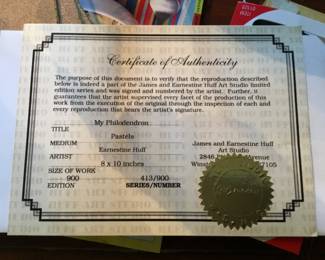 Certificate of Authenticity
The purpose of this document is to verify that the reproduction described
below is indeed a part of the James and Earnestine Huff Art Studio limited
edition series and was signed and numbered by the artist. Further, it
guarantees that the artist supervised every facet of the production of this
work from the execution of the original through the inspection of each and
every reproduction that bears the artist's signature.
My Philodendron
TITLE
Pastels
MEDIUM
Earnestine Huff
ARTIST
8 x 10 inches
SIZE OF WORK
900
413/900
EDITION
SERIES/NUMBER
James and Earnestine Huff
Art Studio
2846
Avenue
7105